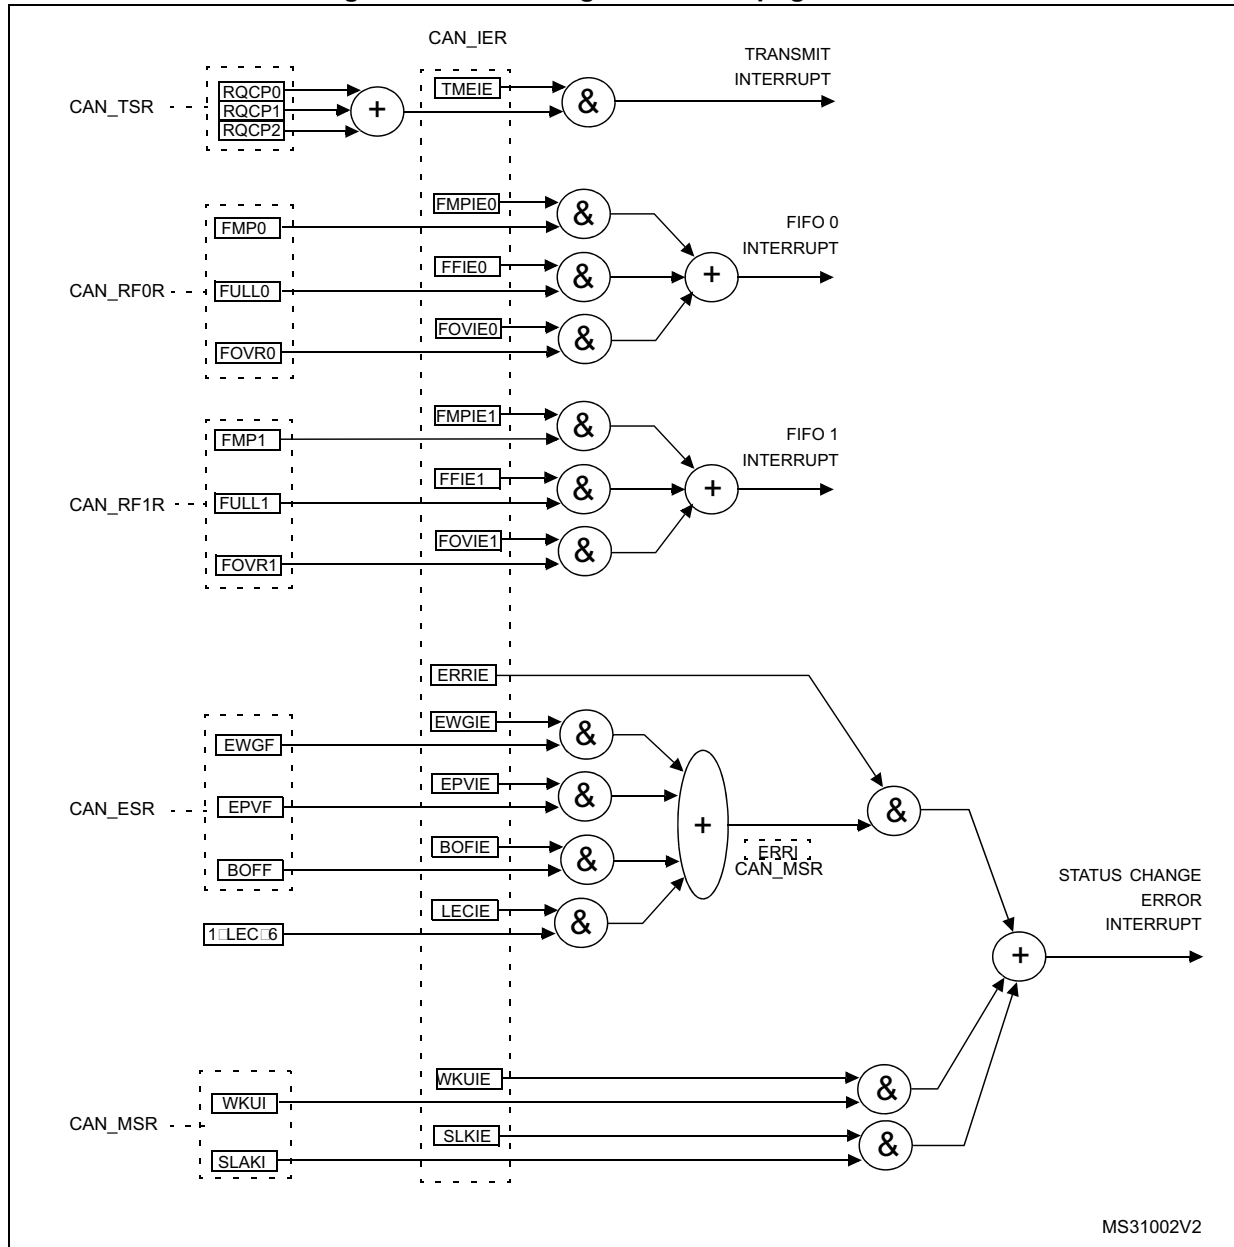 CAN_IER
TRANSMIT
INTERRUPT
CAN_TSR
RQCP0
RQCP1
RQCP2
+
TMEIE
&
CAN_RF0R
FMP0
FULL0
FOVR0
FMPIE0
FFIE0
FOVIE0
&
&
&
+
FIFO 0
INTERRUPT
CAN_RF1R
FMP1
FULL1
FOVR1
FMPIE1
FFIE1
FOVIE1
&
&
&
+
FIFO 1
INTERRUPT
ERRIE
CAN_ESR
EWGF
EPVF
BOFF
1□LEC□6
EWGIE
EPVIE
BOFIE
LECIE
&
&
&
&
+
ERRI
CAN_MSR
&
STATUS CHANGE
ERROR
INTERRUPT
+
CAN_MSR
WKUI
SLAKI
WKUIE
SLKIE
&
&
MS31002V2